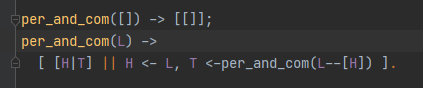 per_and_com([]) -> [[]];
per_and_com(L) ->
[ [H|T] || H <- L, T <-per_and_com(L--[H]) ].